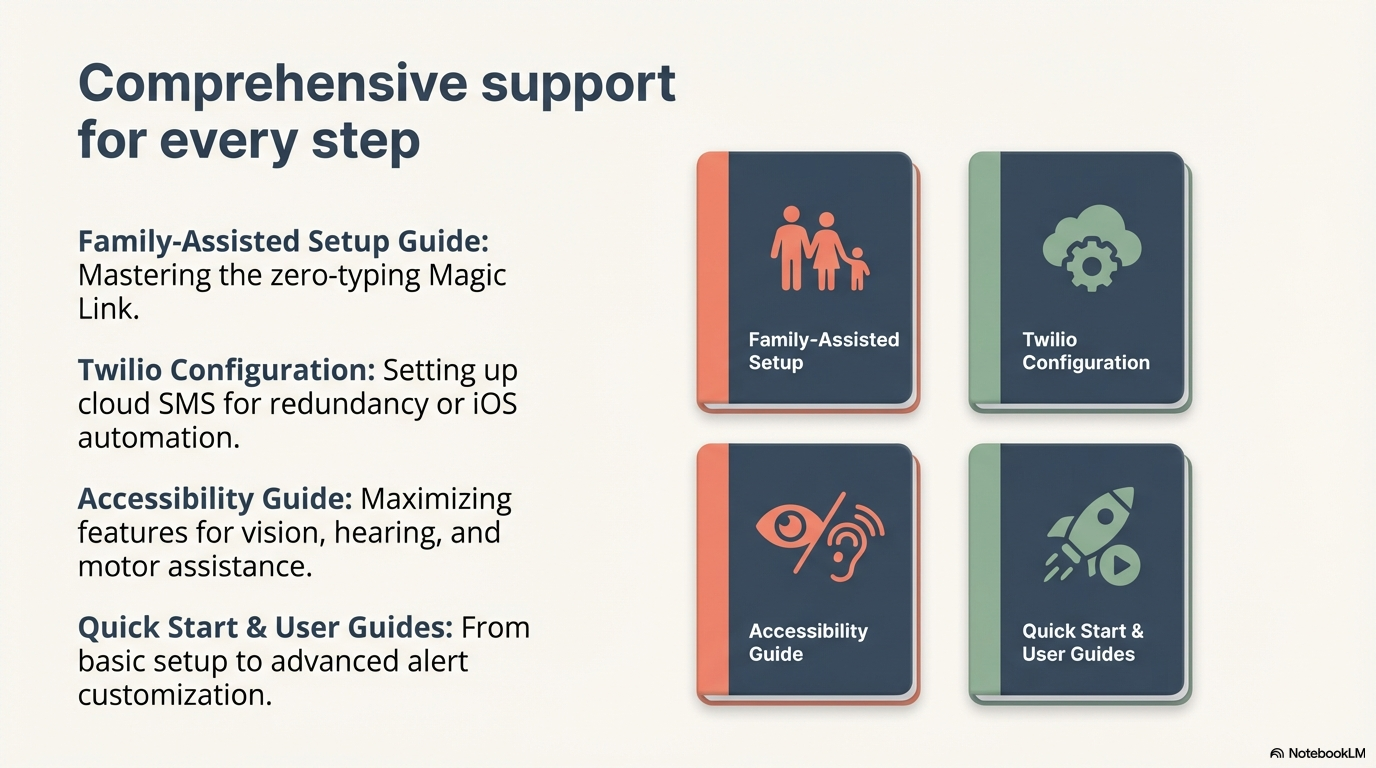 Comprehensive support
for every step
Family-Assisted Setup Guide:
Mastering the zero-typing Magic
Link.
Twilio Configuration: Setting up
cloud SMS for redundancy or iOS
automation.
Accessibility Guide: Maximizing
features for vision, hearing, and
motor assistance.
Quick Start & User Guides: From
basic setup to advanced alert
customization.
Family-Assisted
Setup
Twilio
Configuration
Accessibility
Guide
Quick Start &
User Guides
NotebookLM